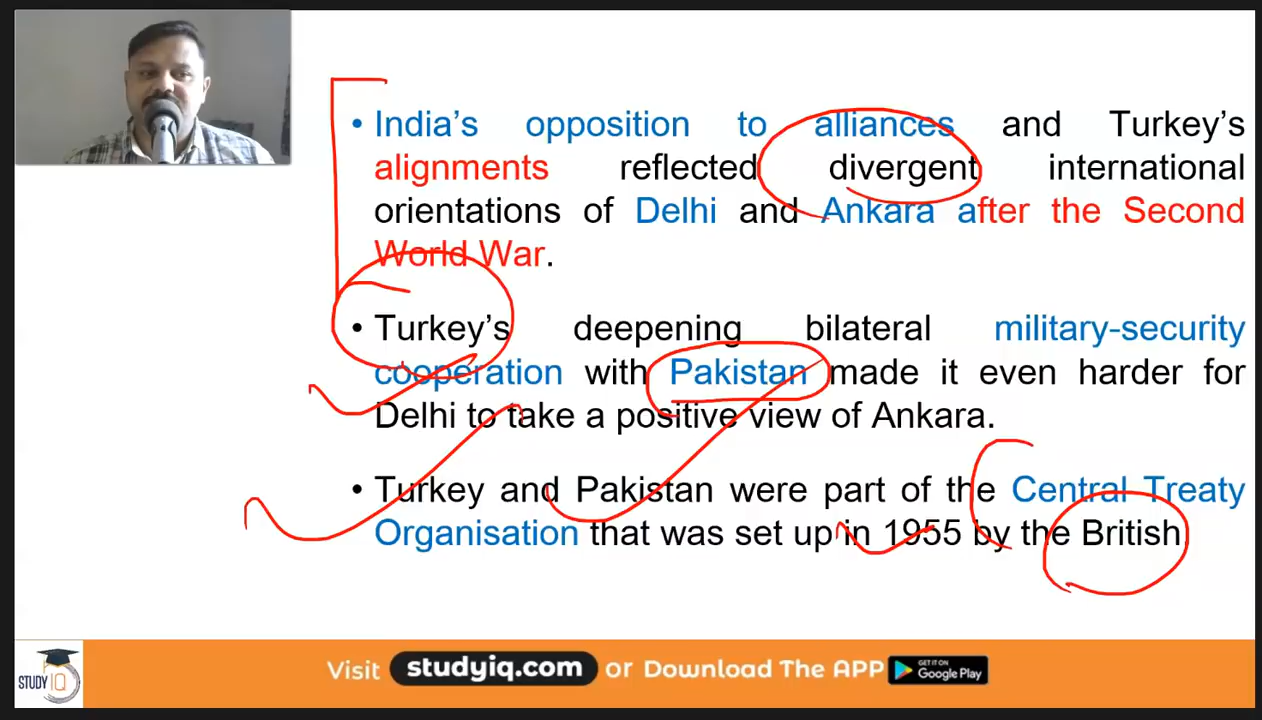 • India's opposition to alliances and Turkey's
alignments reflected divergent international
orientations of Delhi and Ankara after the Second
World War.
• Turkey's deepening bilateral military-security
cooperation with Pakistan made it even harder for
Delhi to take a positive view of Ankara.
• Turkey and Pakistan were part of the Central Treaty
Organisation that was set up in 1955 by the British.
STUDY IQ
Visit studyiq.com or Download The APP
GET IT ON
Google Play